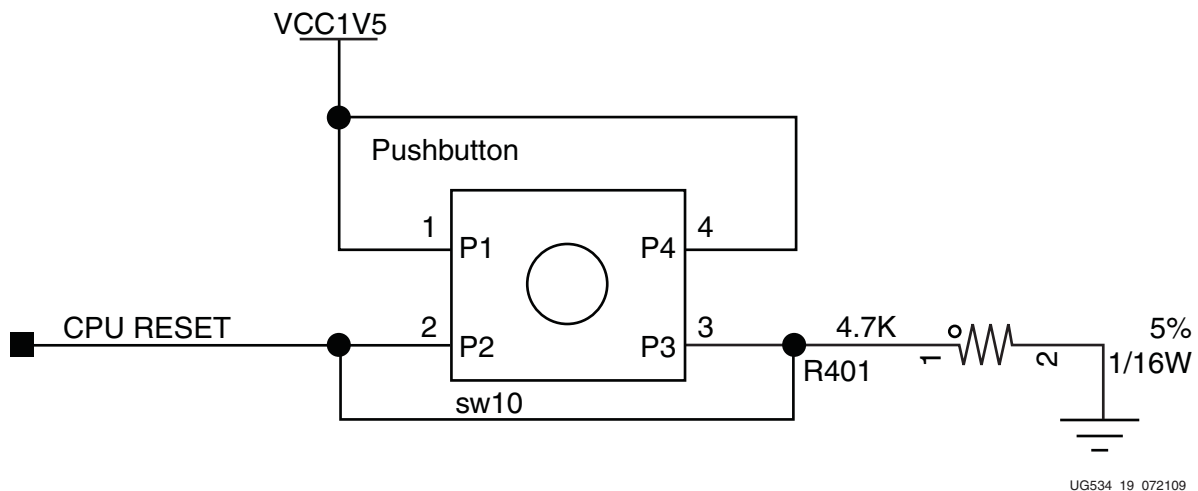 VCC1V5
Pushbutton
1
P1
P4
4
CPU RESET
2
P2
P3
3
4.7K
R401
1
2
5%
1/16W
sw10
UG534_19_072109